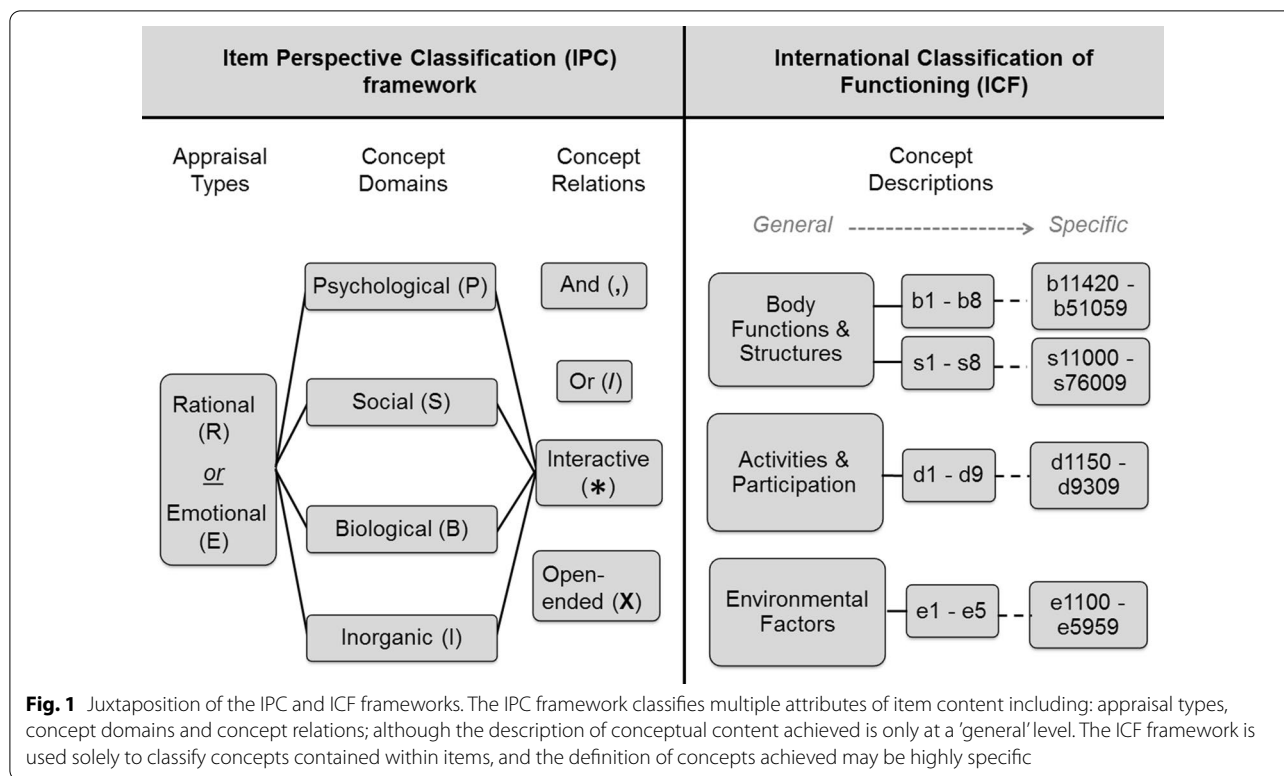 Item Perspective Classification (IPC)
framework
International Classification of
Functioning (ICF)
Appraisal
Types
Concept
Domains
Concept
Relations
Concept
Descriptions
General
Specific
Rational
(R)
or
Emotional
(E)
Psychological (P)
Social (S)
Biological (B)
Inorganic (I)
And (,)
Or (/)
Interactive
(*)
Open-
ended (X)
Body
Functions &
Structures
b1 - b8
b11420 -
b51059
s1 - s8
s11000 -
s76009
Activities &
Participation
d1 - d9
d1150 -
d9309
Environmental
Factors
e1 - e5
e1100 -
e5959
Fig. 1 Juxtaposition of the IPC and ICF frameworks. The IPC framework classifies multiple attributes of item content including: appraisal types,
concept domains and concept relations; although the description of conceptual content achieved is only at a ’general’ level. The ICF framework is
used solely to classify concepts contained within items, and the definition of concepts achieved may be highly specific